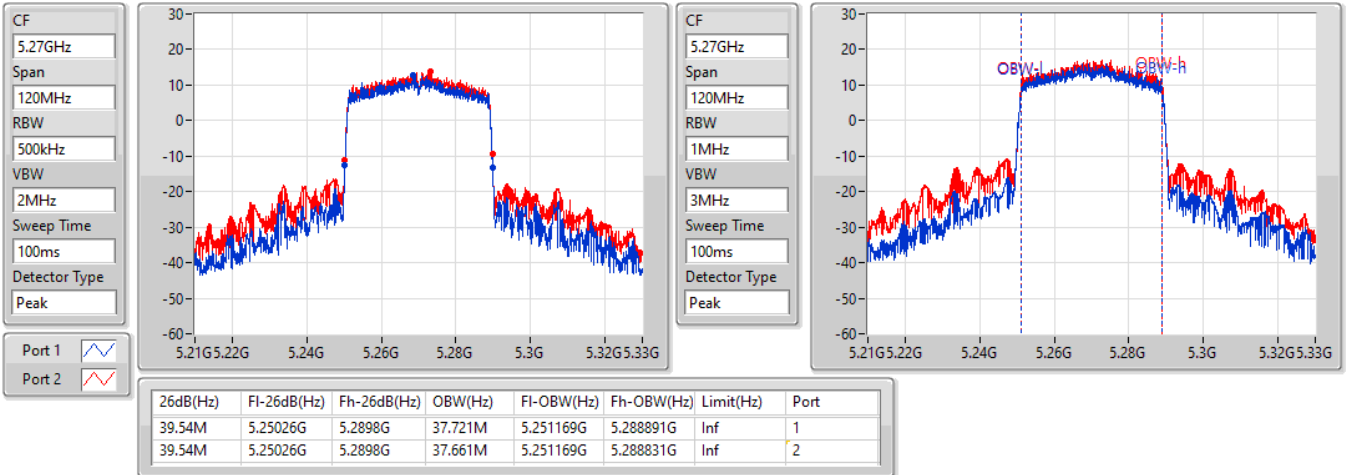 CF
5.27GHz
Span
120MHz
RBW
500kHz
VBW
2MHz
Sweep Time
100ms
Detector Type
Peak
Port 1
Port 2
30
20
10
0
-10
-20
-30
-40
-50
-60
5.21G 5.22G 5.24G 5.26G 5.28G 5.3G 5.32G 5.33G
CF
5.27GHz
Span
120MHz
RBW
1MHz
VBW
3MHz
Sweep Time
100ms
Detector Type
Peak
30
20
10
0
-10
-20
-30
-40
-50
-60
OBW-l
OBW-h
OBW-h
5.21G 5.22G 5.24G 5.26G 5.28G 5.3G 5.32G 5.33G
26dB(Hz) Fl-26dB(Hz) Fh-26dB(Hz) OBW(Hz) Fl-OBW(Hz) Fh-OBW(Hz) Limit(Hz) Port
39.54M 5.25026G 5.2898G 37.721M 5.251169G 5.288891G Inf 1
39.54M 5.25026G 5.2898G 37.661M 5.251169G 5.288831G Inf 2